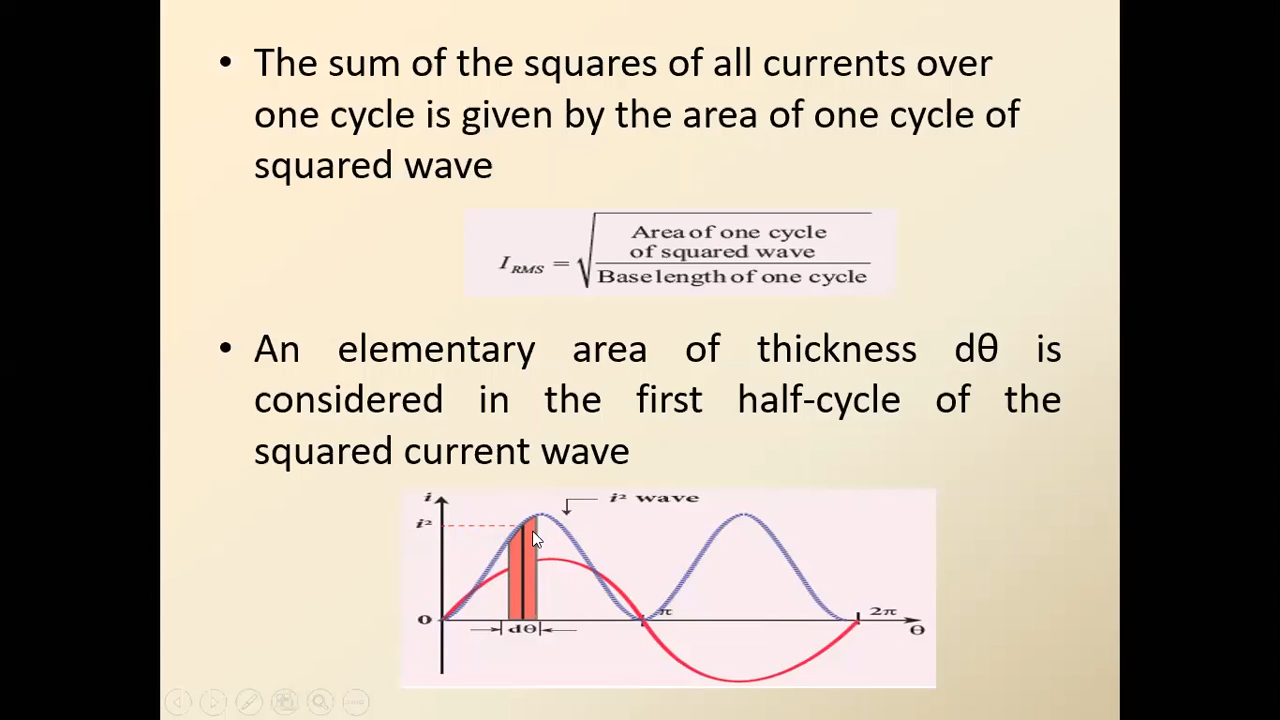 • The sum of the squares of all currents over
one cycle is given by the area of one cycle of
squared wave
I RMS = √ Area of one cycle
of squared wave
Base length of one cycle
• An elementary area of thickness dθ is
considered in the first half-cycle of the
squared current wave
i
i² wave
i²
0
π
2π
dθ
Θ